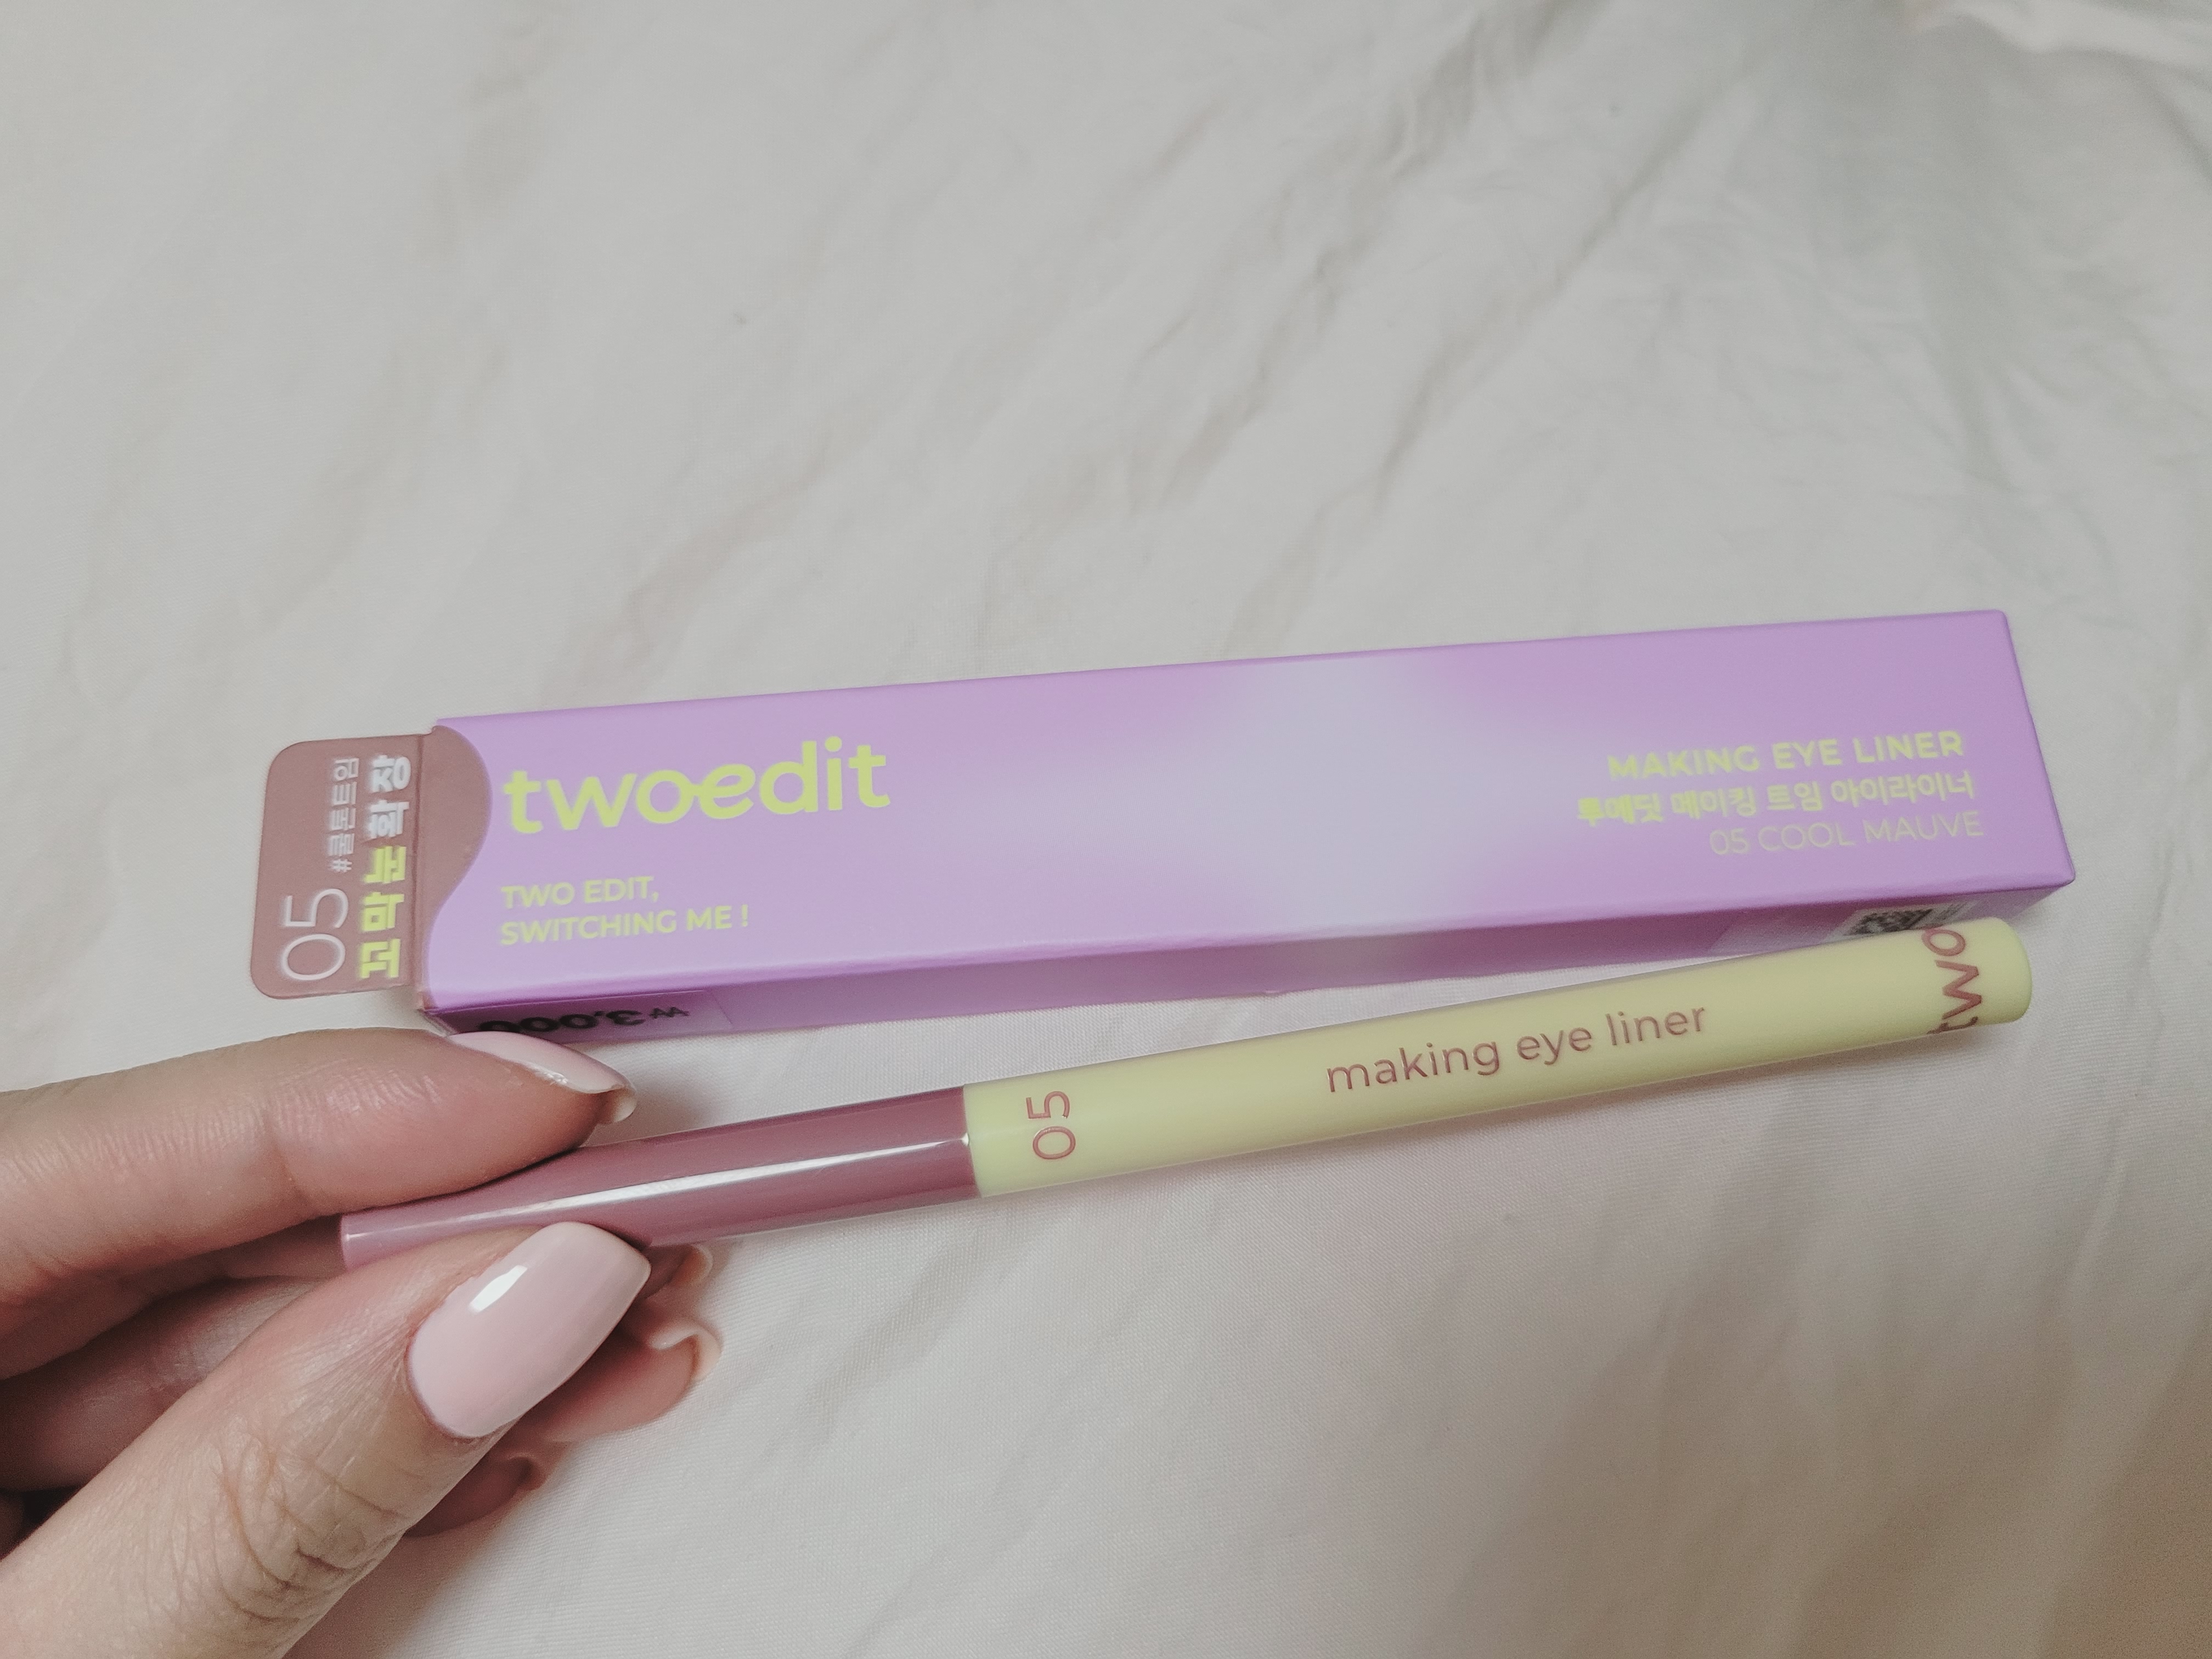 05
#쿨톤트임
꼬막눈확장
twoedit
TWO EDIT,
SWITCHING ME !
MAKING EYE LINER
투에딧 메이킹 트임 아이라이너
05 COOL MAUVE
₩3,000
05
making eye liner
two